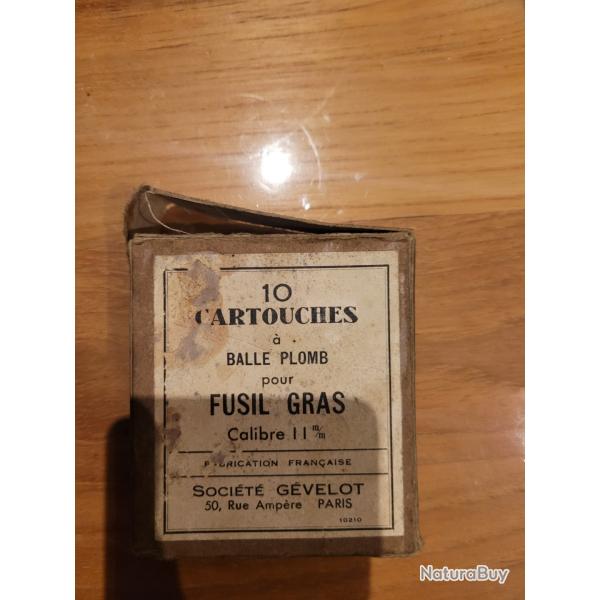 10
CARTOUCHES
à
BALLE PLOMB
pour
FUSIL GRAS
Calibre 11 m/m
FABRICATION FRANÇAISE
SOCIÉTÉ GÉVELOT
50, Rue Ampère PARIS
10210
NaturaBuy